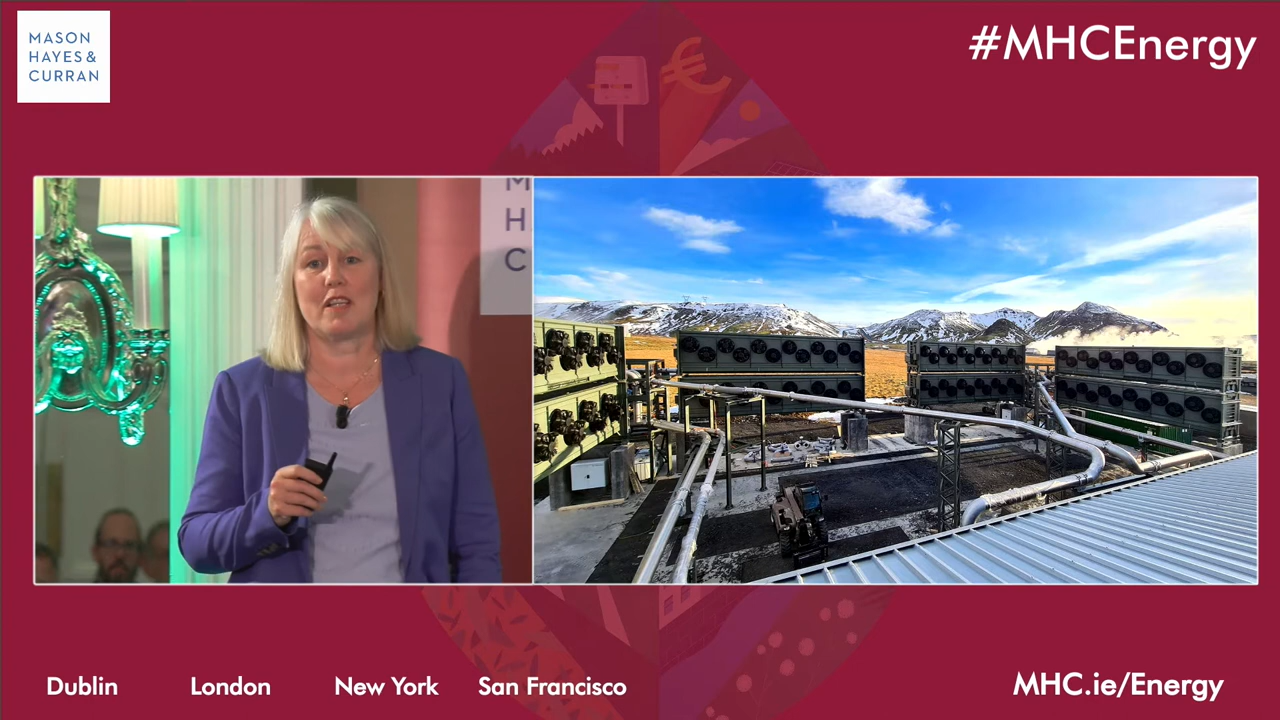 MASON
HAYES &
CURRAN
#MHCEnergy
M
H
C
Dublin
London
New York
San Francisco
MHC.ie/Energy